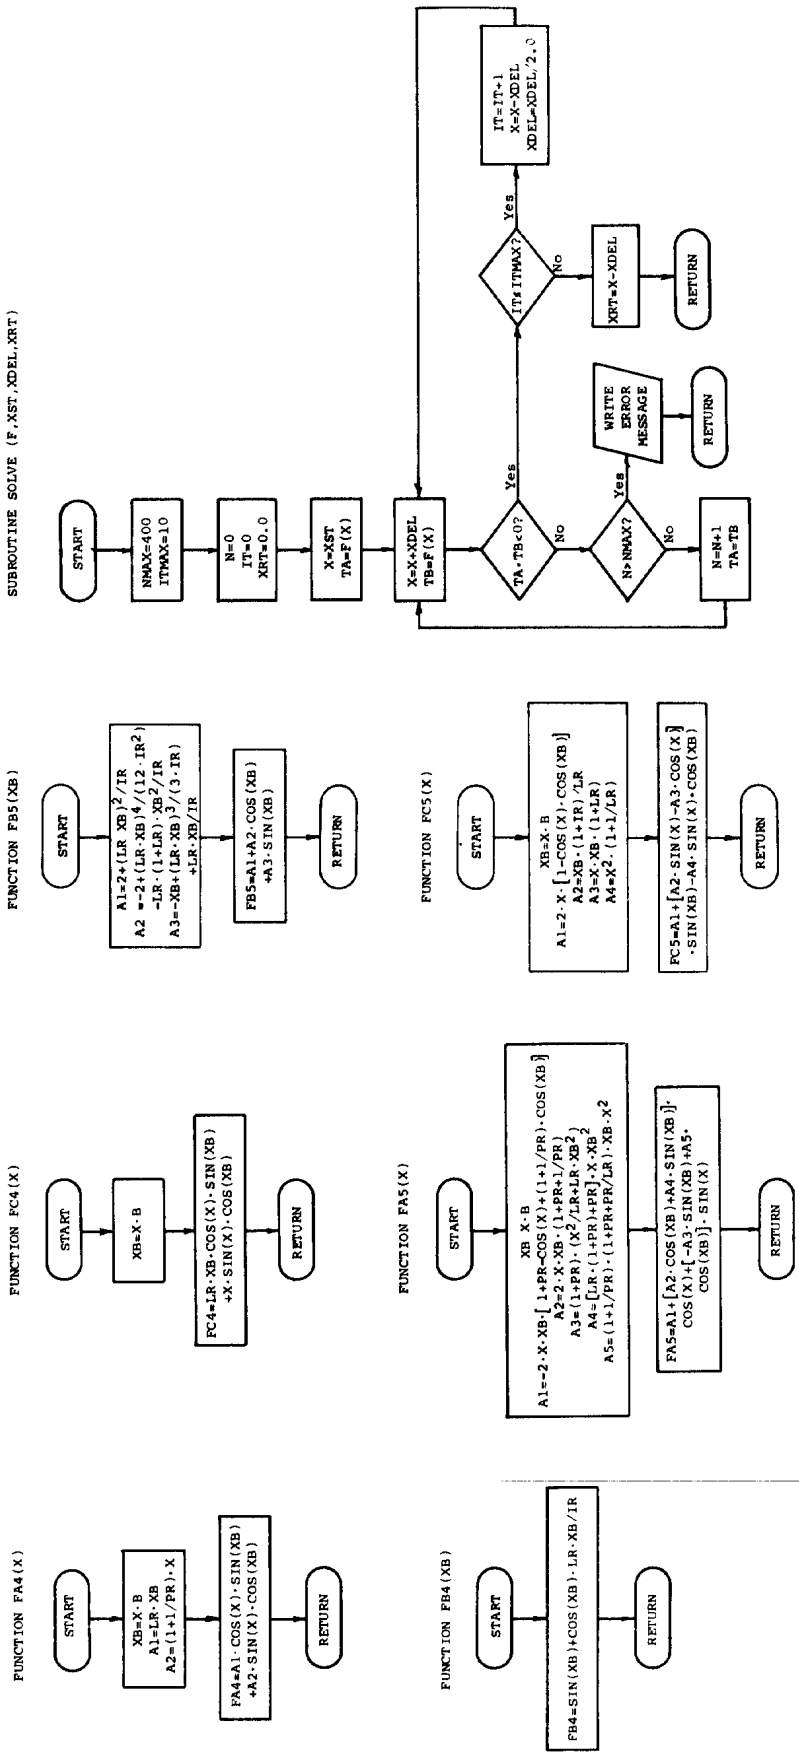 FUNCTION FA4(X)
START
XB=X·B
A1=LR·XB
A2=(1+1/PR)·X
FA4=A1·COS(X)·SIN(XB)
+A2·SIN(X)·COS(XB)
RETURN
FUNCTION FC4(X)
START
XB=X·B
FC4=LR·XB·COS(X)·SIN(XB)
+X·SIN(X)·COS(XB)
RETURN
FUNCTION FB5(XB)
START
A1=2+(LR XB)²/IR
A2 =-2+(LR·XB)⁴/(12·IR²)
-LR·(1+LR)·XB²/IR
A3=-XB+(LR·XB)³/(3·IR)
+LR·XB/IR
FB5=A1+A2·COS(XB)
+A3·SIN(XB)
RETURN
SUBROUTINE SOLVE (F,XST,XDEL,XRT)
START
NMAX=400
ITMAX=10
N=0
IT=0
XRT=0.0
X=XST
TA=F(X)
X=X+XDEL
TB=F(X)
TA·TB<0?
Yes
No
IT≤ITMAX?
Yes
No
IT=IT+1
X=X-XDEL
XDEL=XDEL/2.0
XRT=X-XDEL
RETURN
N>NMAX?
Yes
No
WRITE
ERROR
MESSAGE
RETURN
N=N+1
TA=TB
FUNCTION FB4(XB)
START
FB4=SIN(XB)+COS(XB)·LR·XB/IR
RETURN
FUNCTION FA5(X)
START
XB X·B
A1=-2·X·XB·[1+PR-COS(X)+(1+1/PR)·COS(XB)]
A2=2·X·XB·(1+PR+1/PR)
A3=(1+PR)·(X²/LR+LR·XB²)
A4=[LR·(1+PR)+PR]·X·XB²
A5=(1+1/PR)·(1+PR+PR/LR)·XB·X²
FA5=A1+[A2·COS(XB)+A4·SIN(XB)]·
COS(X)+[-A3·SIN(XB)+A5·
COS(XB)]·SIN(X)
RETURN
FUNCTION FC5(X)
START
XB=X·B
A1=2·X·[1-COS(X)·COS(XB)]
A2=XB·(1+IR)/LR
A3=X·XB·(1+LR)
A4=X²·(1+1/LR)
FC5=A1+[A2·SIN(X)-A3·COS(X)]
·SIN(XB)-A4·SIN(X)·COS(XB)
RETURN